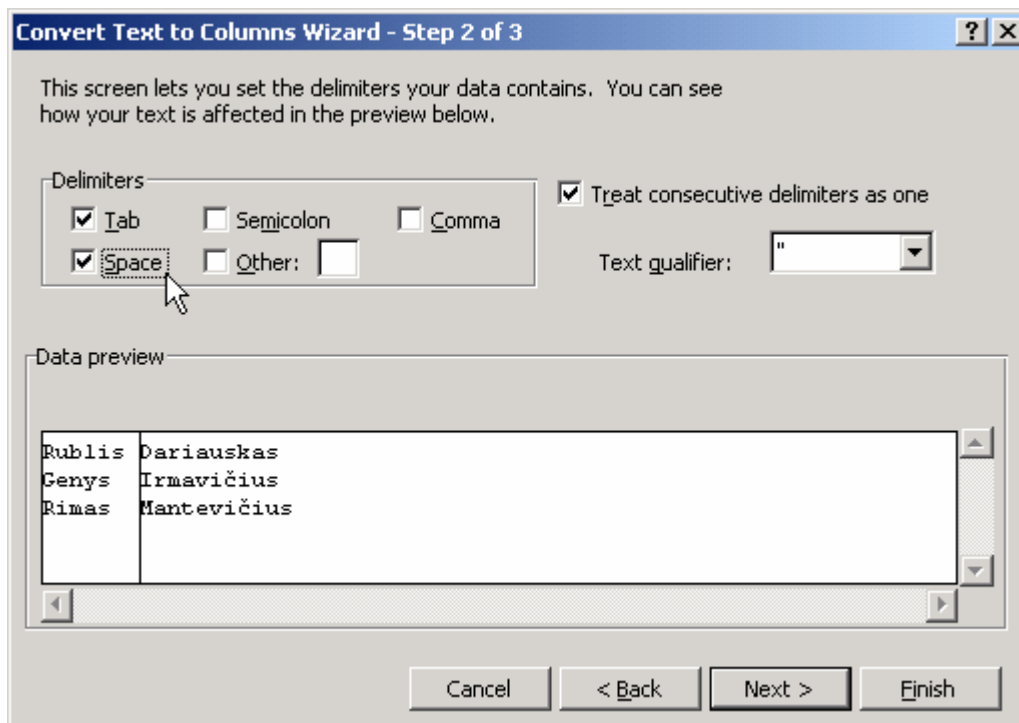 Convert Text to Columns Wizard - Step 2 of 3
This screen lets you set the delimiters your data contains. You can see
how your text is affected in the preview below.
Delimiters
Tab Semicolon Comma
Space Other:
Treat consecutive delimiters as one
Text qualifier: "
Data preview
Rublis Dariauskas
Genys Irmavičius
Rimas Mantevičius
Cancel < Back Next > Finish